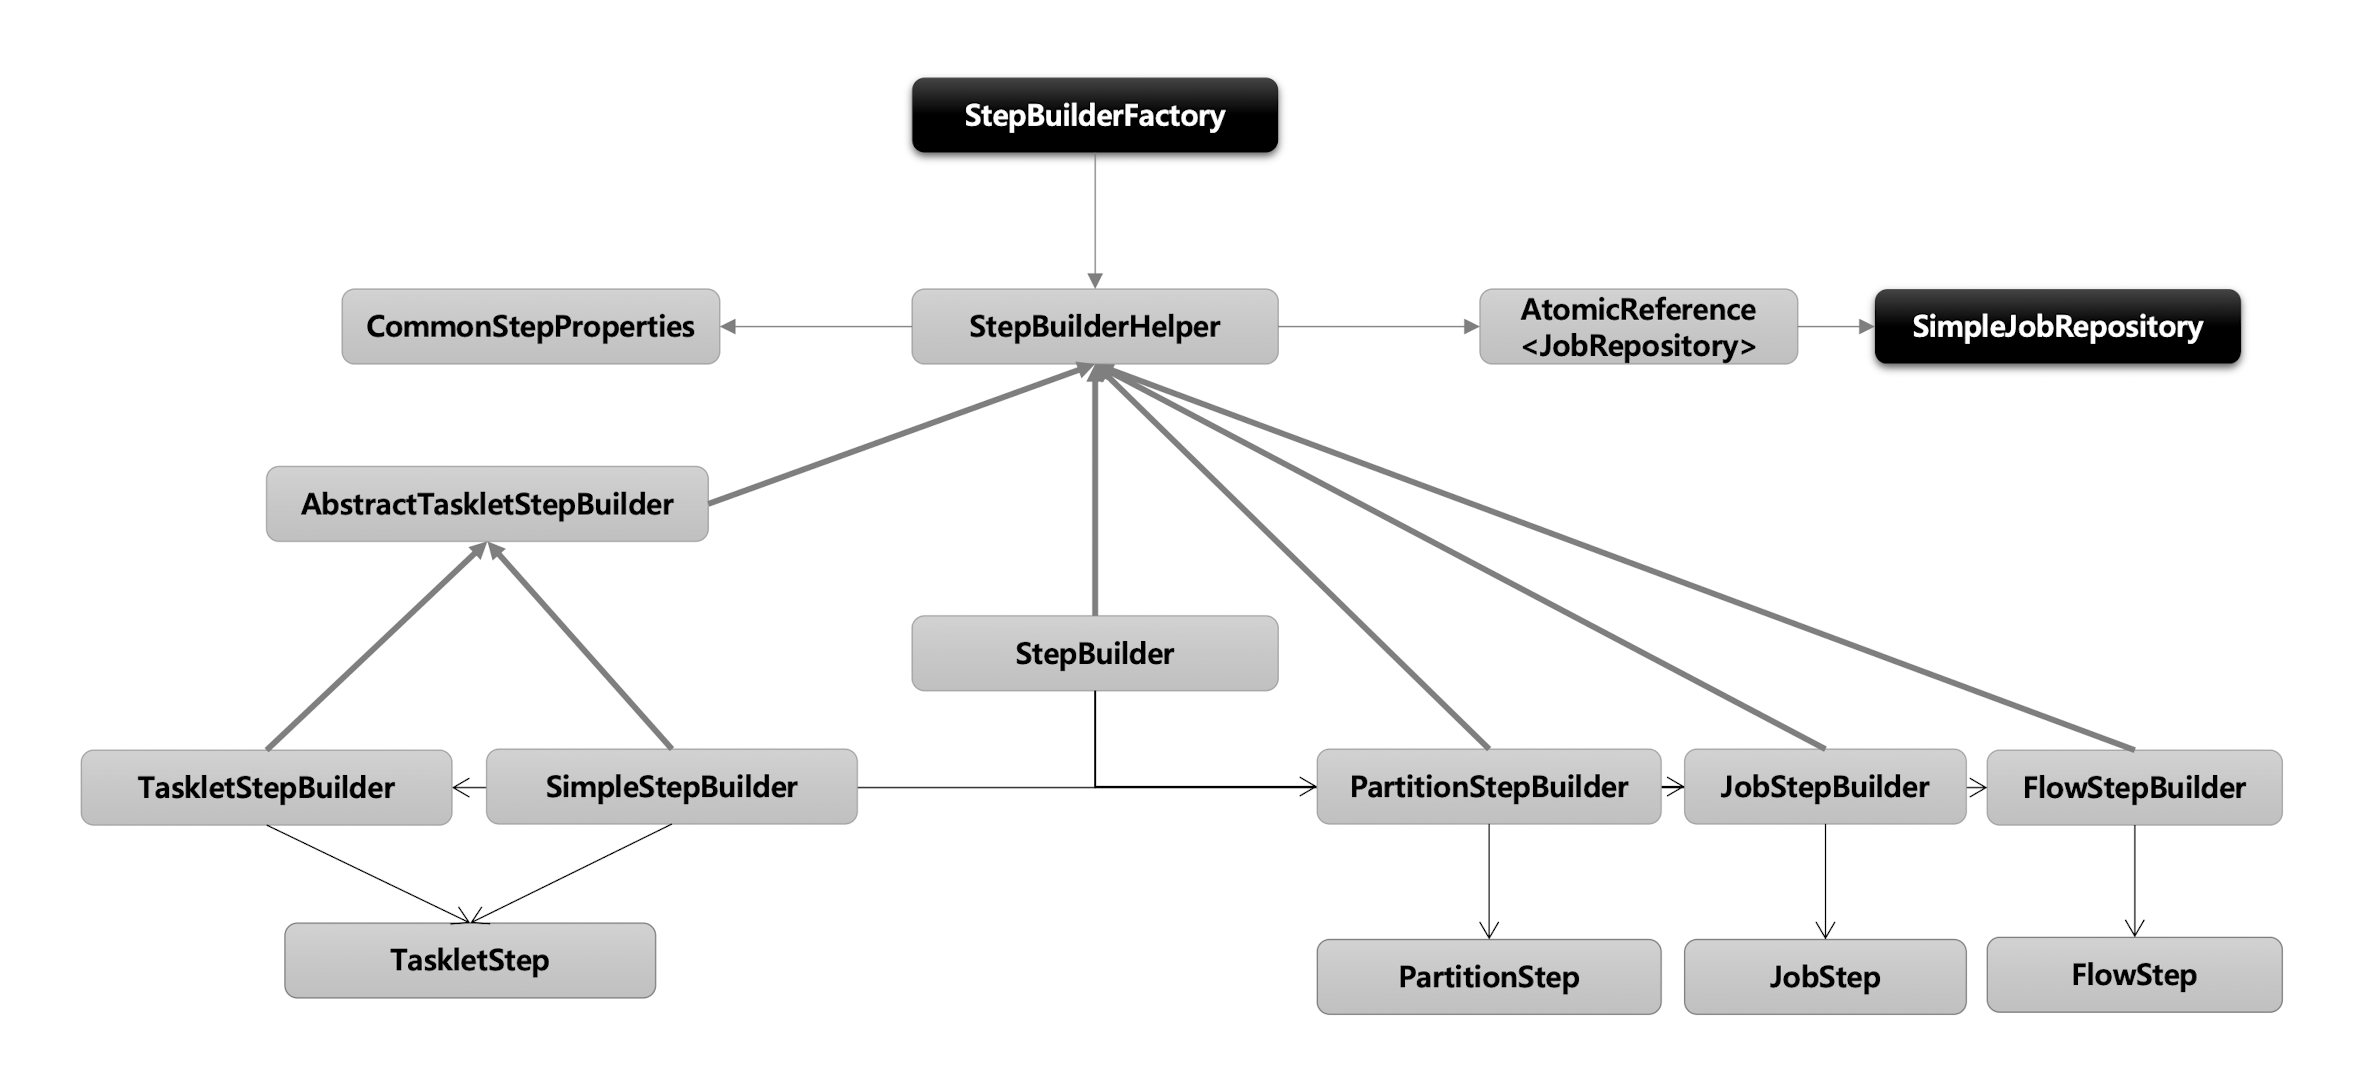 StepBuilderFactory
CommonStepProperties
StepBuilderHelper
AtomicReference
<JobRepository>
SimpleJobRepository
AbstractTaskletStepBuilder
StepBuilder
TaskletStepBuilder
SimpleStepBuilder
PartitionStepBuilder
JobStepBuilder
FlowStepBuilder
TaskletStep
PartitionStep
JobStep
FlowStep